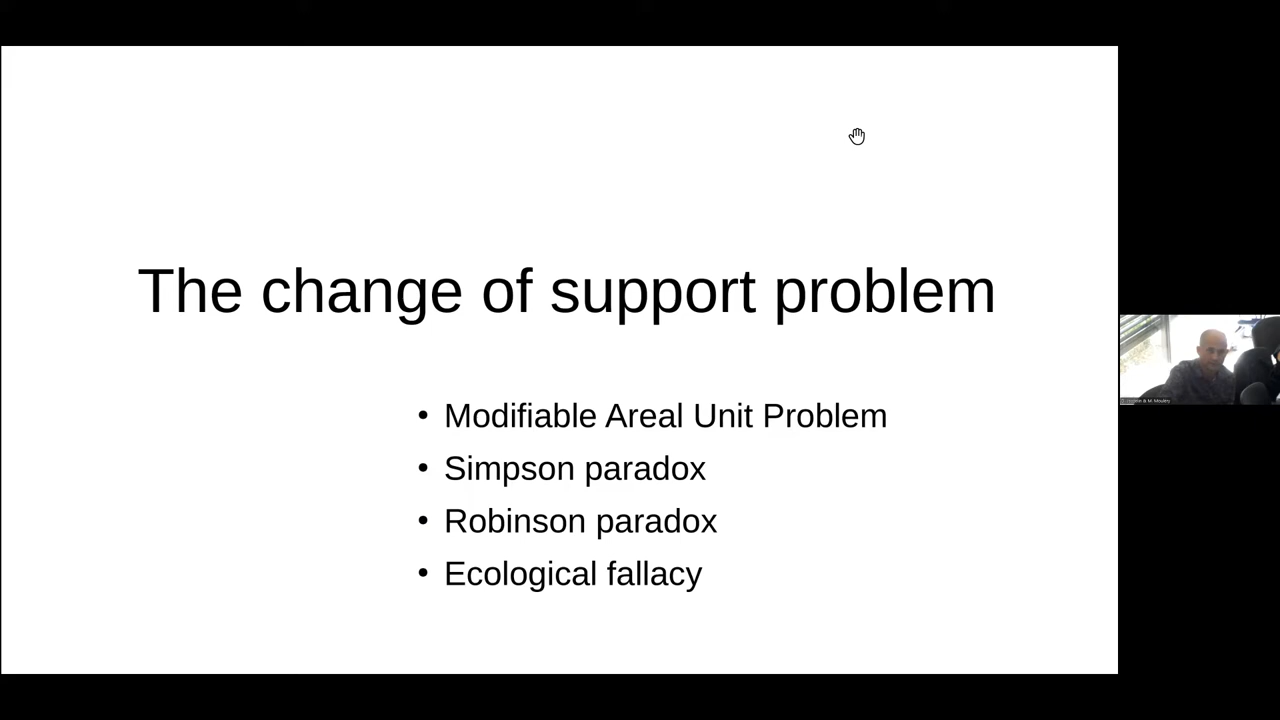 The change of support problem
• Modifiable Areal Unit Problem
• Simpson paradox
• Robinson paradox
• Ecological fallacy